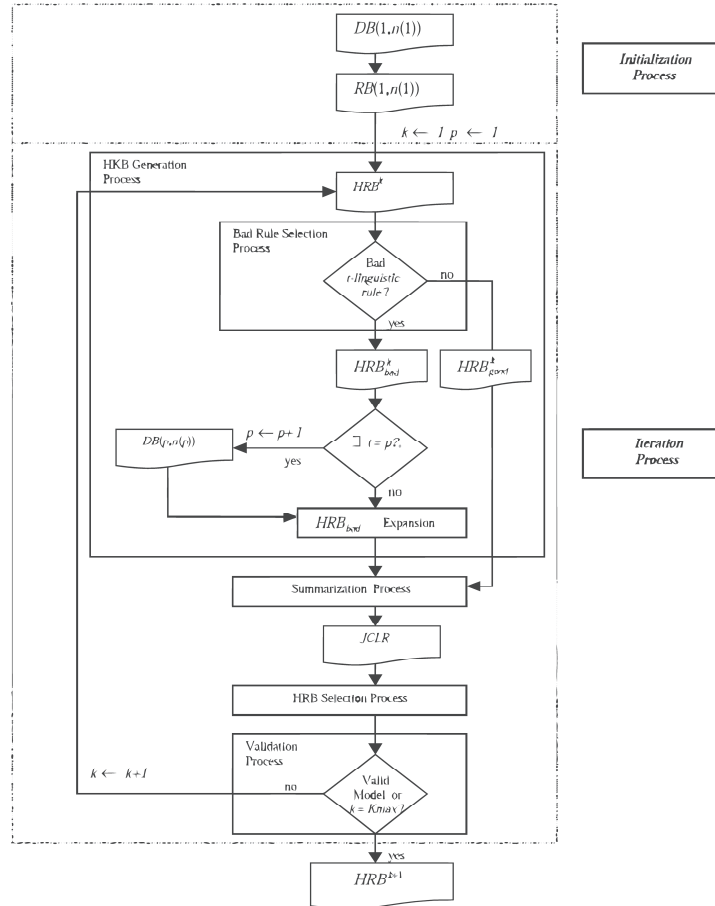 DB(1,n(1))
Initialization
Process
RB(1,n(1))
k ← 1 p ← 1
HKB Generation
Process
HRB^k
Bad Rule Selection
Process
Bad
t-linguistic
rule?
no
yes
HRB^k_bad
HRB^k_good
p ← p+1
DB(p,n(p))
yes
no
Iteration
Process
HRB_bad Expansion
Summarization Process
JCLR
HRB Selection Process
Validation
Process
k ← k+1
no
Valid
Model or
k = Kmax ?
yes
HRB^k+1